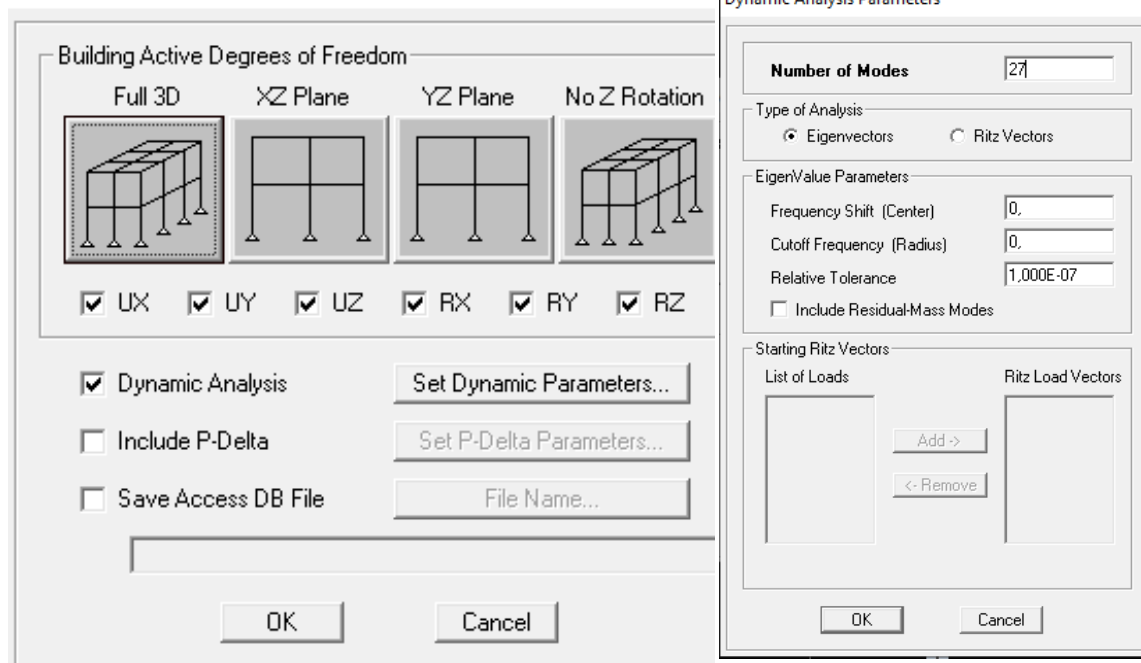 Building Active Degrees of Freedom
Full 3D XZ Plane YZ Plane No Z Rotation
UX UY UZ RX RY RZ
Dynamic Analysis Set Dynamic Parameters...
Include P-Delta Set P-Delta Parameters...
Save Access DB File File Name...
OK Cancel
Dynamic Analysis Parameters
Number of Modes 27
Type of Analysis
Eigenvectors Ritz Vectors
EigenValue Parameters
Frequency Shift (Center) 0,
Cutoff Frequency (Radius) 0,
Relative Tolerance 1,000E-07
Include Residual-Mass Modes
Starting Ritz Vectors
List of Loads Ritz Load Vectors
Add ->
<- Remove
OK Cancel